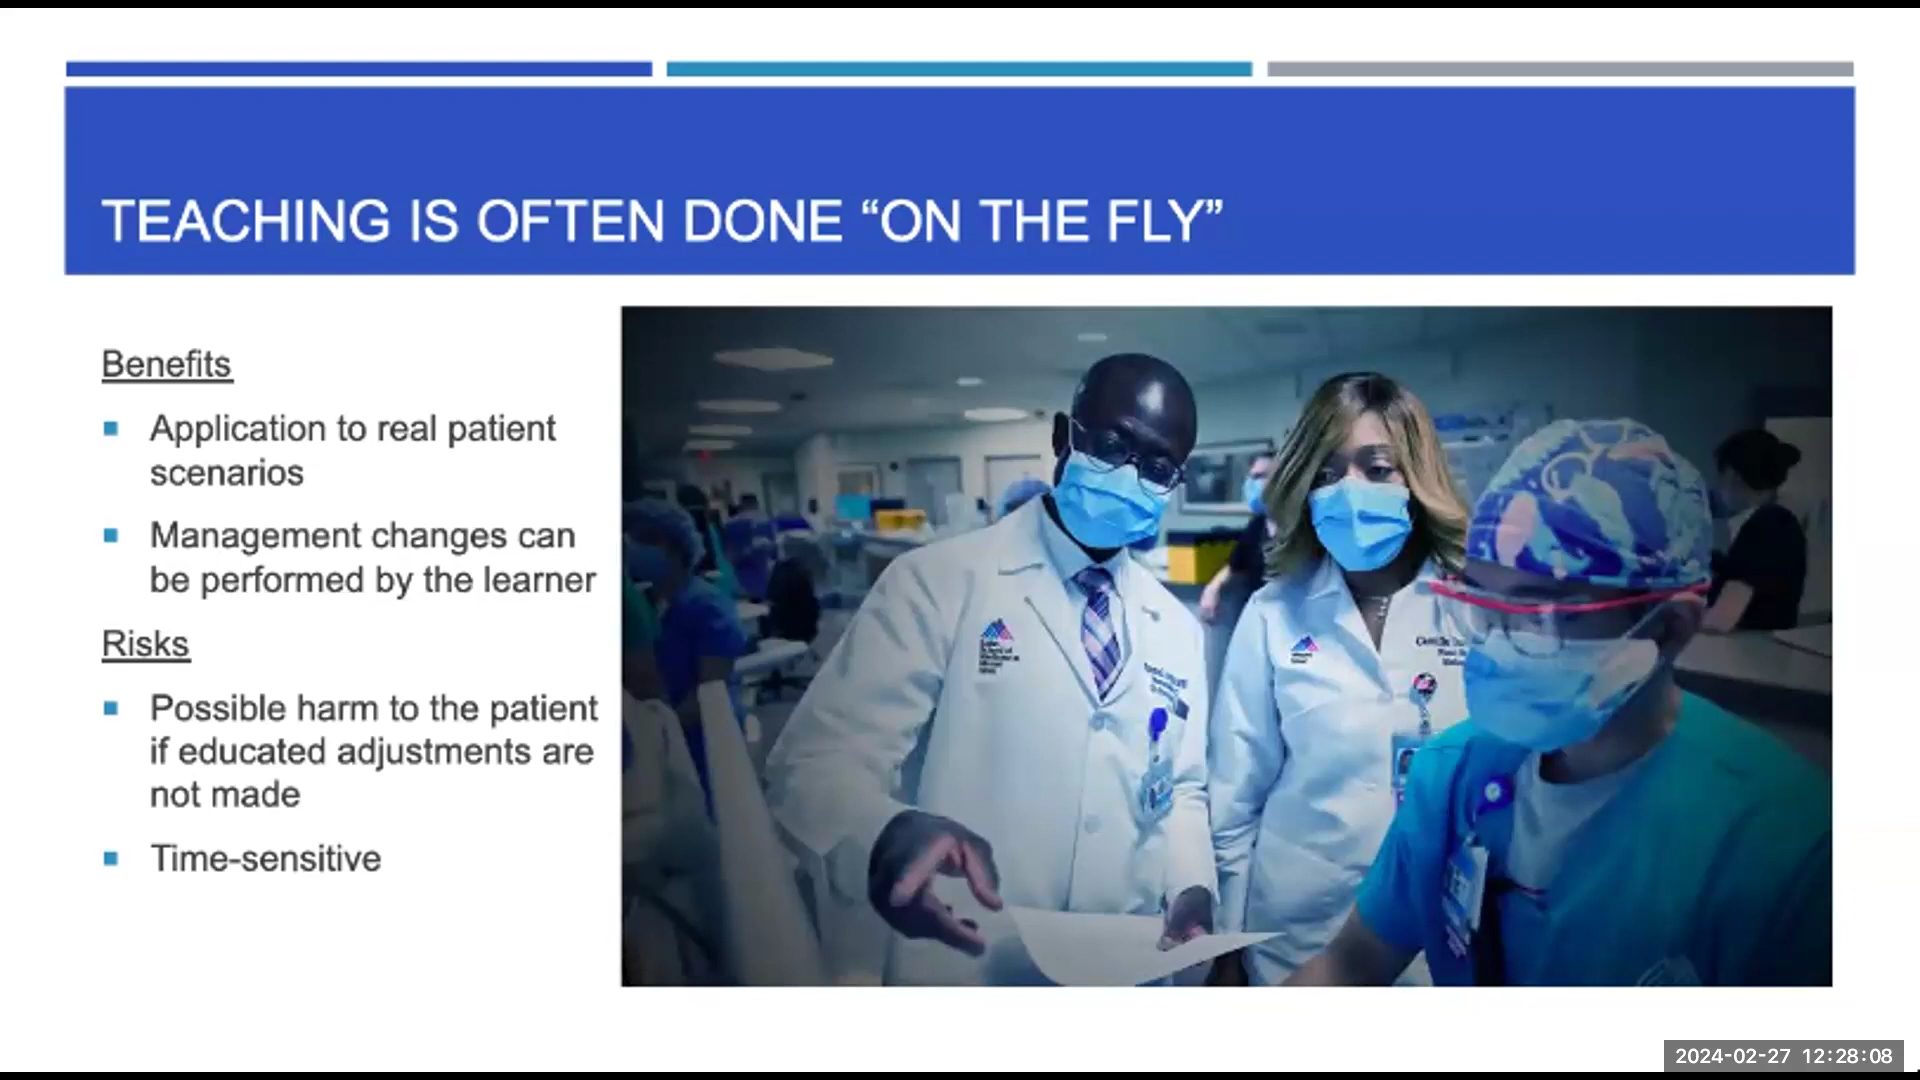 TEACHING IS OFTEN DONE “ON THE FLY”
Benefits
Application to real patient
scenarios
Management changes can
be performed by the learner
Risks
Possible harm to the patient
if educated adjustments are
not made
Time-sensitive
2024-02-27 12:28:08